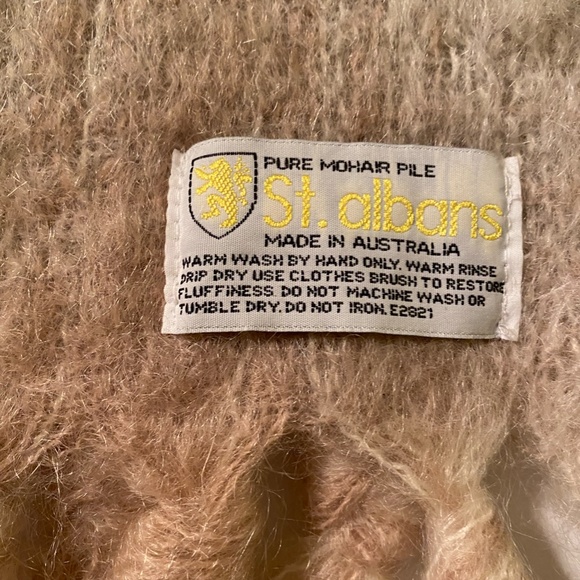 PURE MOHAIR PILE
St. albans
MADE IN AUSTRALIA
WARM WASH BY HAND ONLY. WARM RINSE
DRIP DRY USE CLOTHES BRUSH TO RESTORE
FLUFFINESS. DO NOT MACHINE WASH OR
TUMBLE DRY. DO NOT IRON. E2821